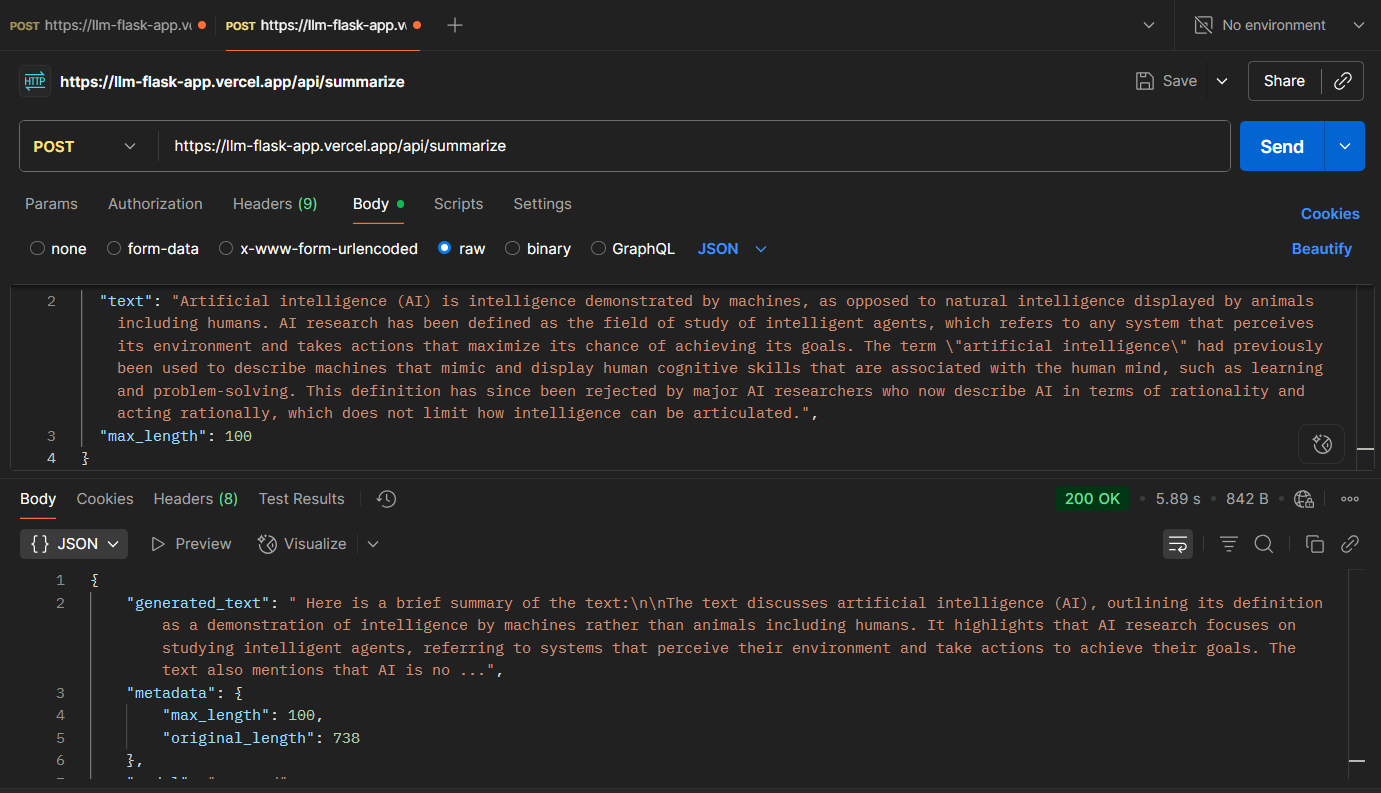 POST https://llm-flask-app.ve POST https://llm-flask-app.v No environment
HTTP https://llm-flask-app.vercel.app/api/summarize Save Share
POST https://llm-flask-app.vercel.app/api/summarize Send
Params Authorization Headers (9) Body Scripts Settings Cookies
none form-data x-www-form-urlencoded raw binary GraphQL JSON Beautify
2 "text": "Artificial intelligence (AI) is intelligence demonstrated by machines, as opposed to natural intelligence displayed by animals
including humans. AI research has been defined as the field of study of intelligent agents, which refers to any system that perceives
its environment and takes actions that maximize its chance of achieving its goals. The term \"artificial intelligence\" had previously
been used to describe machines that mimic and display human cognitive skills that are associated with the human mind, such as learning
and problem-solving. This definition has since been rejected by major AI researchers who now describe AI in terms of rationality and
acting rationally, which does not limit how intelligence can be articulated.",
3 "max_length": 100
4 }
Body Cookies Headers (8) Test Results 200 OK 5.89 s 842 B
{} JSON Preview Visualize
1 {
2 "generated_text": " Here is a brief summary of the text:\n\nThe text discusses artificial intelligence (AI), outlining its definition
as a demonstration of intelligence by machines rather than animals including humans. It highlights that AI research focuses on
studying intelligent agents, referring to systems that perceive their environment and take actions to achieve their goals. The
text also mentions that AI is no ...",
3 "metadata": {
4 "max_length": 100,
5 "original_length": 738
6 },